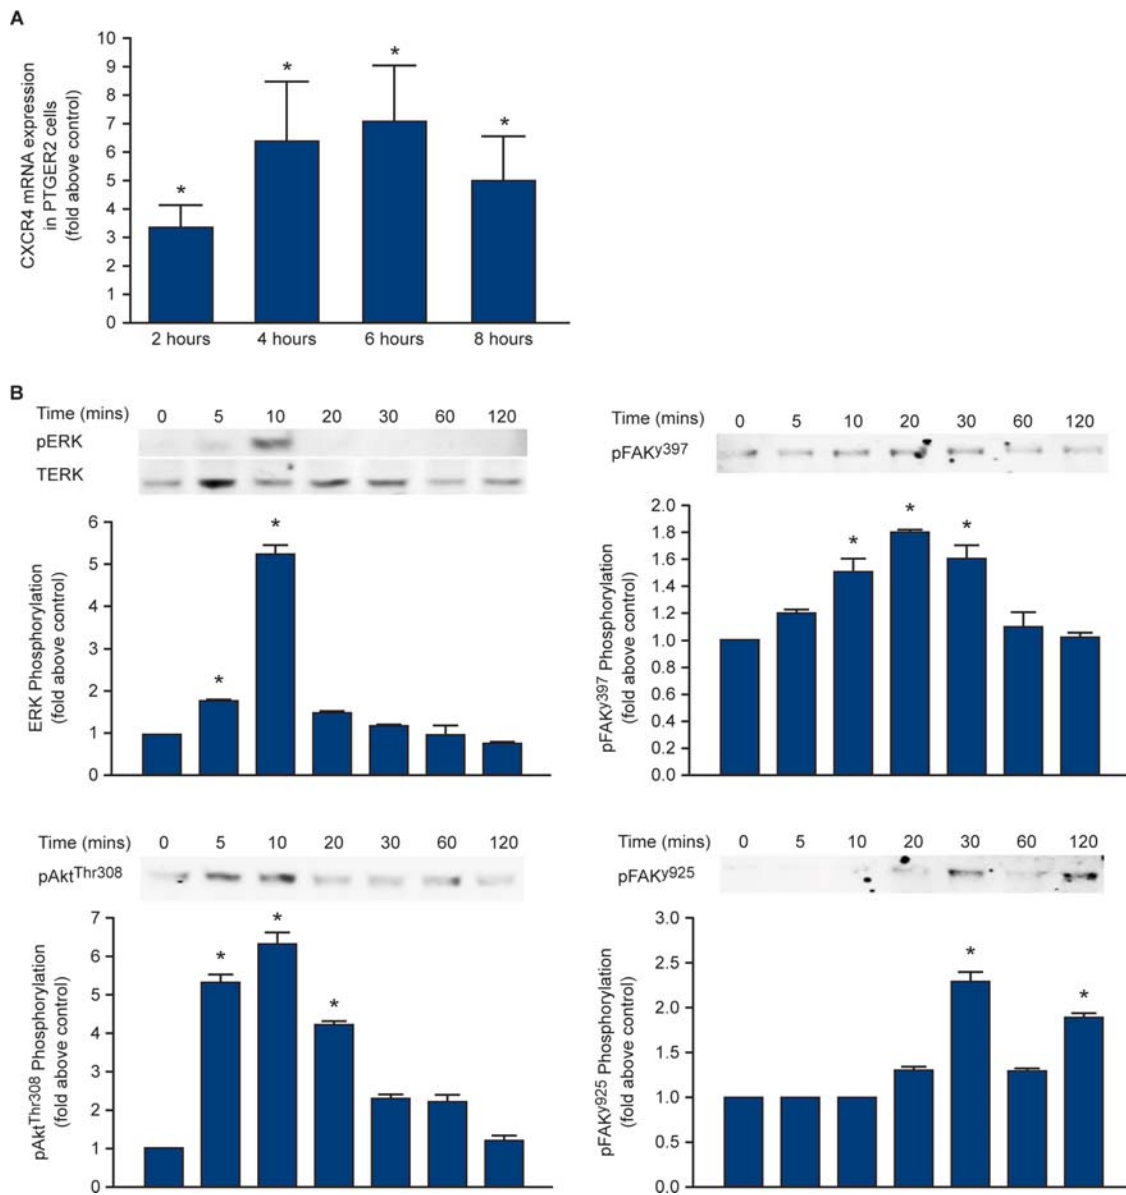 A
CXCR4 mRNA expression
in PTGER2 cells
(fold above control)
10
9
8
7
6
5
4
3
2
1
0
* * * *
2 hours 4 hours 6 hours 8 hours
B
Time (mins) 0 5 10 20 30 60 120
pERK
TERK
ERK Phosphorylation
(fold above control)
6
5
4
3
2
1
0
* *
Time (mins) 0 5 10 20 30 60 120
pFAKy397
pFAKy397 Phosphorylation
(fold above control)
2.0
1.8
1.6
1.4
1.2
1.0
0.8
0.6
0.4
0.2
0.0
* * *
Time (mins) 0 5 10 20 30 60 120
pAktThr308
pAktThr308 Phosphorylation
(fold above control)
7
6
5
4
2
1
0
* * *
Time (mins) 0 5 10 20 30 60 120
pFAKy925
pFAKy925 Phosphorylation
(fold above control)
3.0
2.5
2.0
1.5
1.0
0.5
0.0
* *